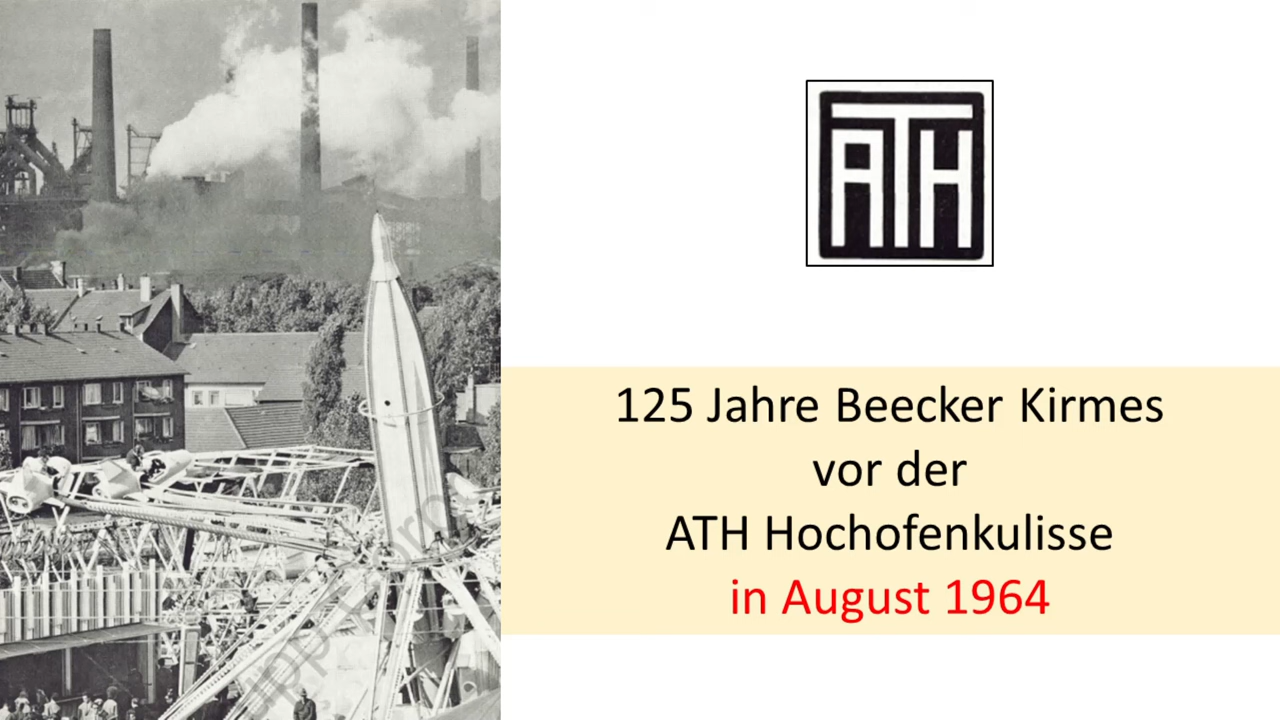 ATH
125 Jahre Beecker Kirmes
vor der
ATH Hochofenkulisse
in August 1964